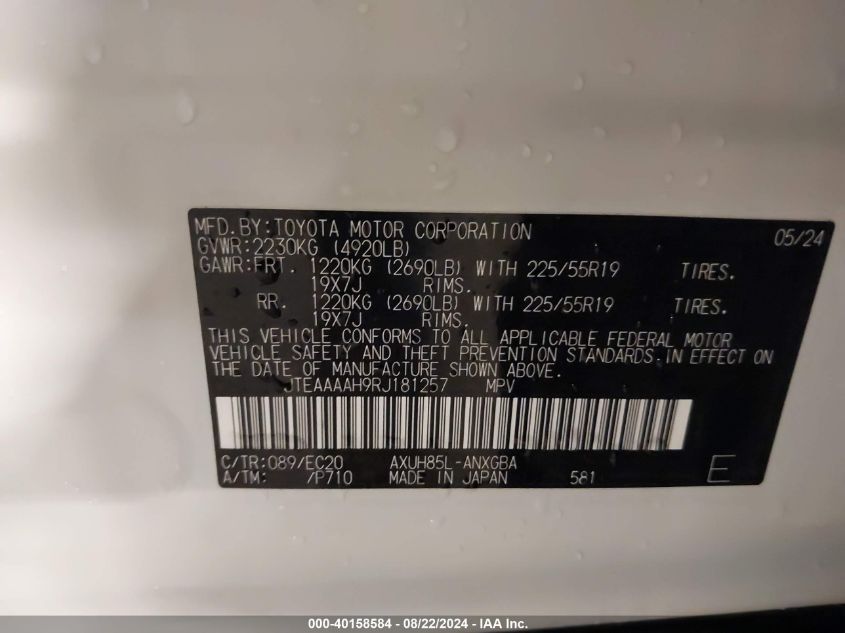 MFD.BY:TOYOTA MOTOR CORPORATION 05/24
GVWR:2230KG (4920LB)
GAWR:FRT. 1220KG (2690LB) WITH 225/55R19 TIRES.
19X7J RIMS.
RR. 1220KG (2690LB) WITH 225/55R19 TIRES.
19X7J RIMS.
THIS VEHICLE CONFORMS TO ALL APPLICABLE FEDERAL MOTOR
VEHICLE SAFETY AND THEFT PREVENTION STANDARDS IN EFFECT ON
THE DATE OF MANUFACTURE SHOWN ABOVE.
JTEAAAAH9RJ181257 MPV
C/TR:089/EC20 AXUH85L-ANXGBA
A/TM: /P710 MADE IN JAPAN 581 E
000-40158584 - 08/22/2024 - IAA Inc.